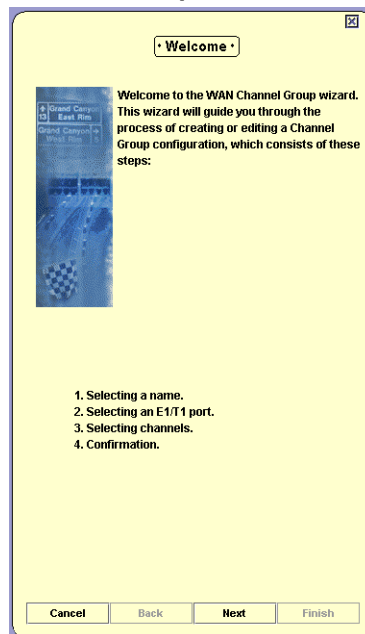 • Welcome •
Grand Canyon
13 East Rim
Grand Canyon
West Rim
Welcome to the WAN Channel Group wizard.
This wizard will guide you through the
process of creating or editing a Channel
Group configuration, which consists of these
steps:
1. Selecting a name.
2. Selecting an E1/T1 port.
3. Selecting channels.
4. Confirmation.
Cancel Back Next Finish